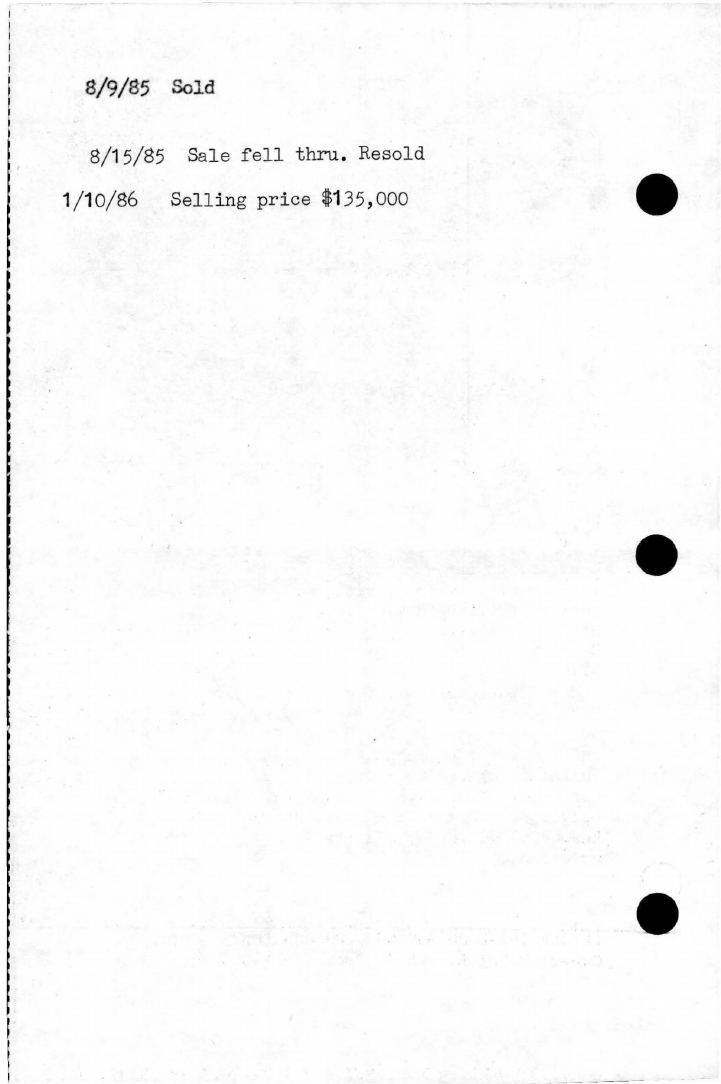 8/9/85 Sold
8/15/85 Sale fell thru. Resold
1/10/86 Selling price $135,000